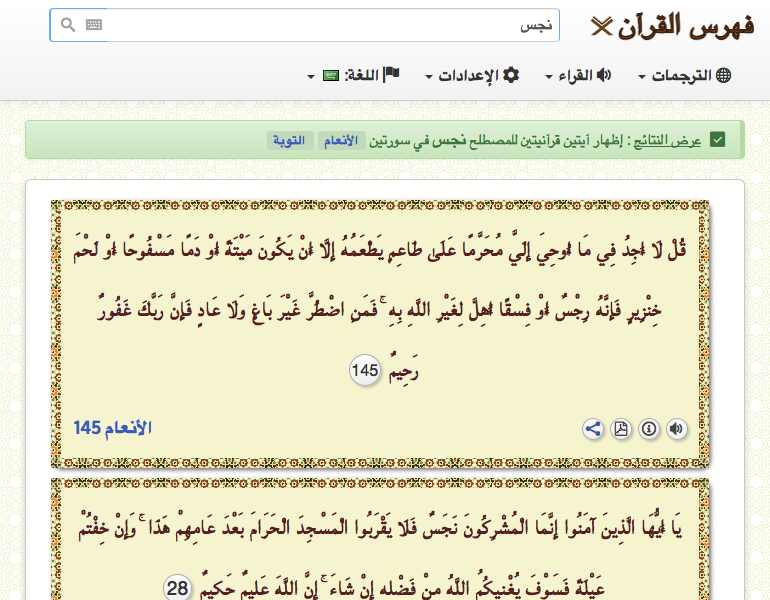 فهرس القرآن
نجس
الترجمات القراء الإعدادات اللغة:
عرض النتائج : إظهار آيتين قرآنيتين للمصطلح نجس في سورتين الأنعام التوبة
قُلْ لَا أَجِدُ فِي مَا أُوحِيَ إِلَيَّ مُحَرَّمًا عَلَىٰ طَاعِمٍ يَطْعَمُهُ إِلَّا أَنْ يَكُونَ مَيْتَةً أَوْ دَمًا مَسْفُوحًا أَوْ لَحْمَ
خِنْزِيرٍ فَإِنَّهُ رِجْسٌ أَوْ فِسْقًا أُهِلَّ لِغَيْرِ اللَّهِ بِهِ ۚ فَمَنِ اضْطُرَّ غَيْرَ بَاغٍ وَلَا عَادٍ فَإِنَّ رَبَّكَ غَفُورٌ
رَحِيمٌ 145
الأنعام 145
يَا أَيُّهَا الَّذِينَ آمَنُوا إِنَّمَا الْمُشْرِكُونَ نَجَسٌ فَلَا يَقْرَبُوا الْمَسْجِدَ الْحَرَامَ بَعْدَ عَامِهِمْ هَٰذَا ۚ وَإِنْ خِفْتُمْ
عَيْلَةً فَسَوْفَ يُغْنِيكُمُ اللَّهُ مِنْ فَضْلِهِ إِنْ شَاءَ ۚ إِنَّ اللَّهَ عَلِيمٌ حَكِيمٌ 28